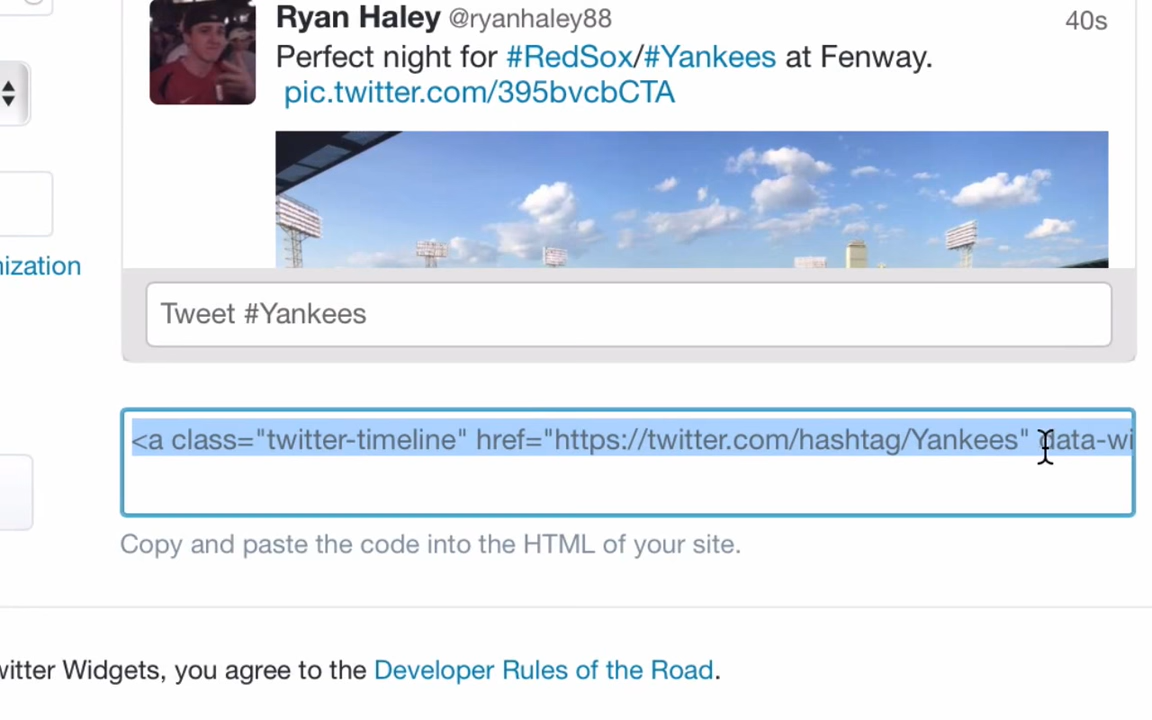 Ryan Haley @ryanhaley88 40s
Perfect night for #RedSox/#Yankees at Fenway.
pic.twitter.com/395bvcbCTA
nization
Tweet #Yankees
<a class="twitter-timeline" href="https://twitter.com/hashtag/Yankees" data-wi
Copy and paste the code into the HTML of your site.
witter Widgets, you agree to the Developer Rules of the Road.